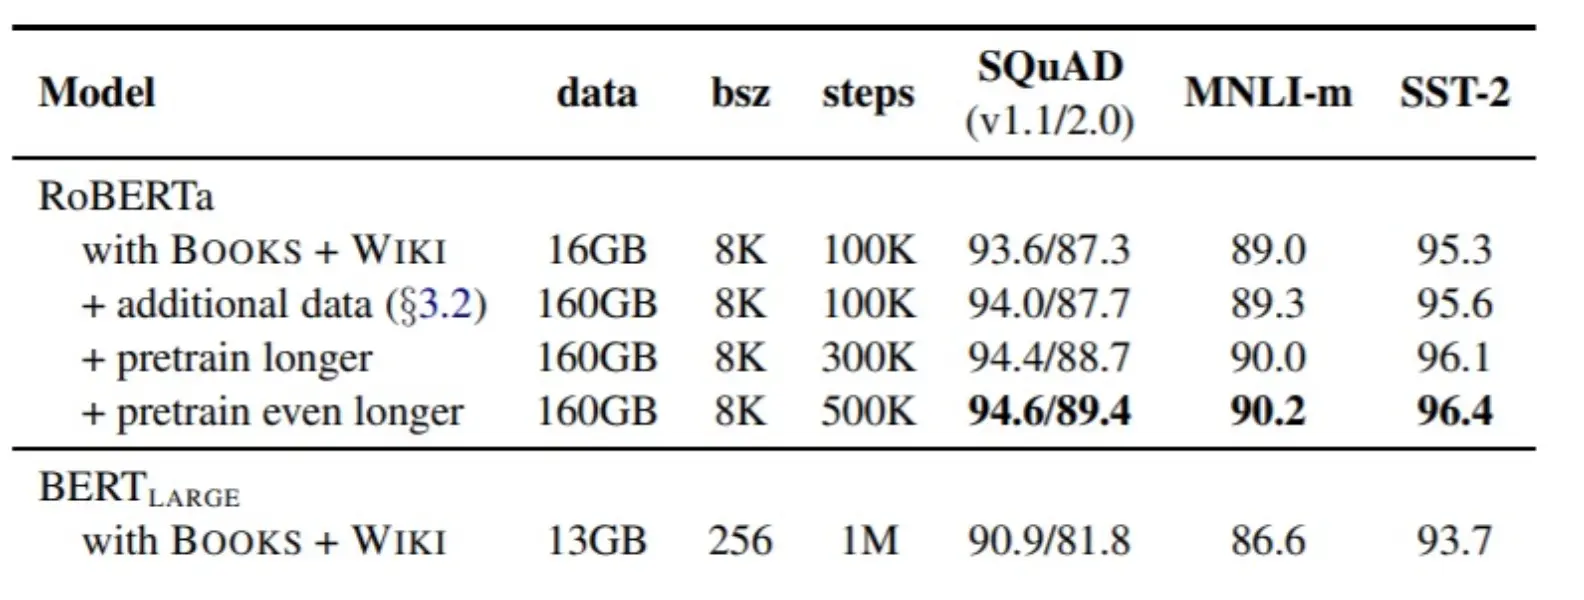 Model data bsz steps SQuAD (v1.1/2.0) MNLI-m SST-2
RoBERTa
with BOOKS + WIKI 16GB 8K 100K 93.6/87.3 89.0 95.3
+ additional data (§3.2) 160GB 8K 100K 94.0/87.7 89.3 95.6
+ pretrain longer 160GB 8K 300K 94.4/88.7 90.0 96.1
+ pretrain even longer 160GB 8K 500K 94.6/89.4 90.2 96.4
BERTLARGE
with BOOKS + WIKI 13GB 256 1M 90.9/81.8 86.6 93.7